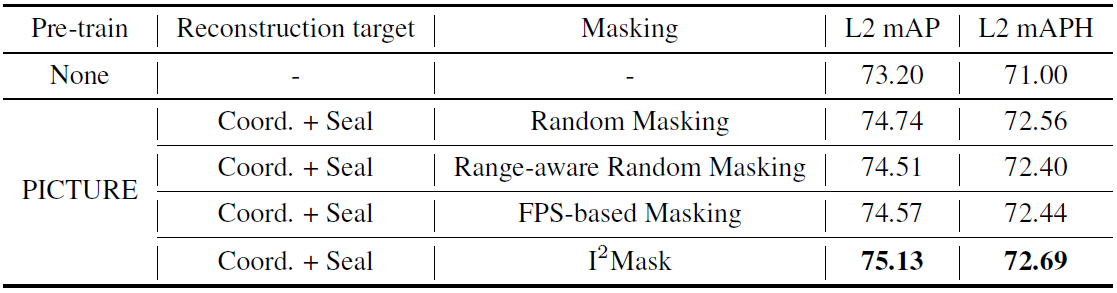 Pre-train Reconstruction target Masking L2 mAP L2 mAPH
None - - 73.20 71.00
PICTURE
Coord. + Seal Random Masking 74.74 72.56
Coord. + Seal Range-aware Random Masking 74.51 72.40
Coord. + Seal FPS-based Masking 74.57 72.44
Coord. + Seal I²Mask 75.13 72.69